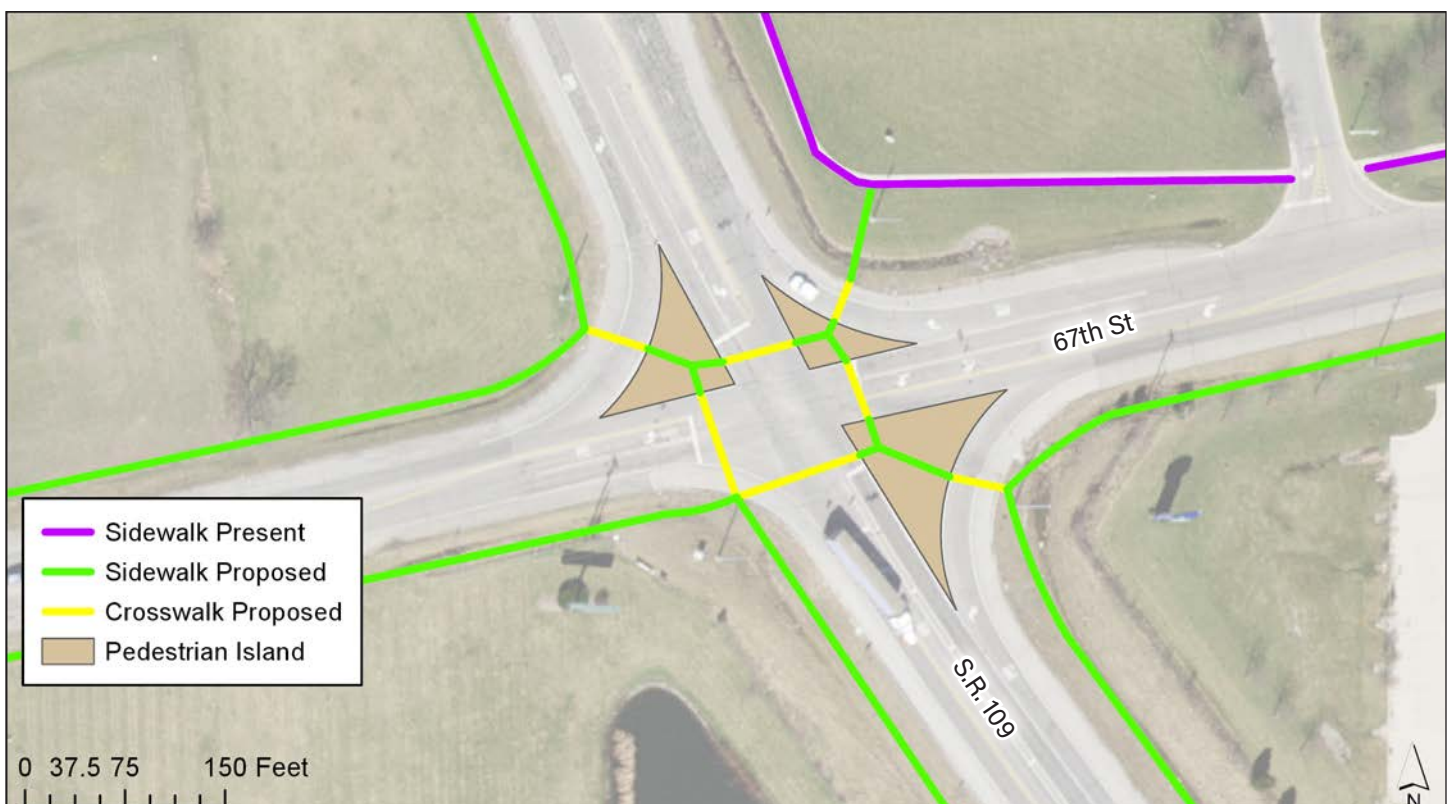 67th St
Sidewalk Present
Sidewalk Proposed
Crosswalk Proposed
Pedestrian Island
S.R. 109
0 37.5 75 150 Feet
N